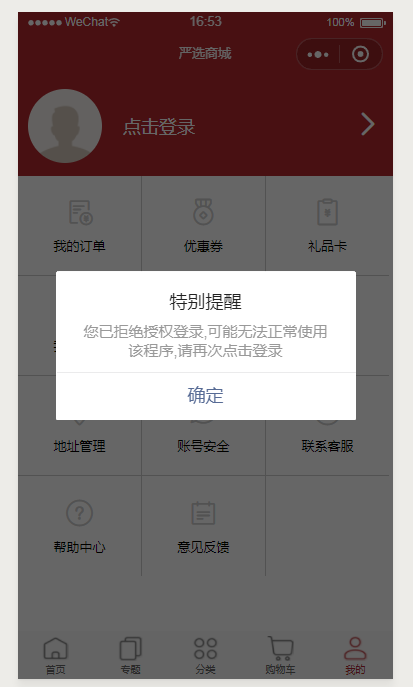 WeChat
16:53
100%
严选商城
点击登录
我的订单
优惠券
礼品卡
特别提醒
您已拒绝授权登录,可能无法正常使用
该程序,请再次点击登录
确定
地址管理
账号安全
联系客服
帮助中心
意见反馈
首页
专题
分类
购物车
我的